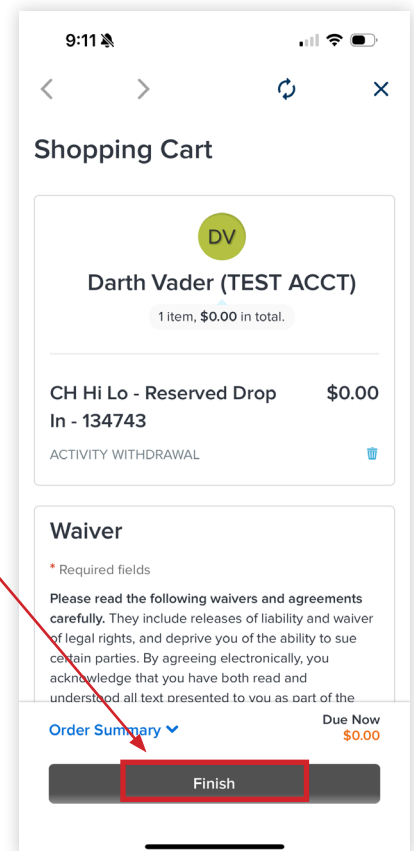 9:11
Shopping Cart
DV
Darth Vader (TEST ACCT)
1 item, $0.00 in total.
CH Hi Lo - Reserved Drop $0.00
In - 134743
ACTIVITY WITHDRAWAL
Waiver
* Required fields
Please read the following waivers and agreements
carefully. They include releases of liability and waiver
of legal rights, and deprive you of the ability to sue
certain parties. By agreeing electronically, you
acknowledge that you have both read and
understood all text presented to you as part of the
Order Summary Due Now
$0.00
Finish